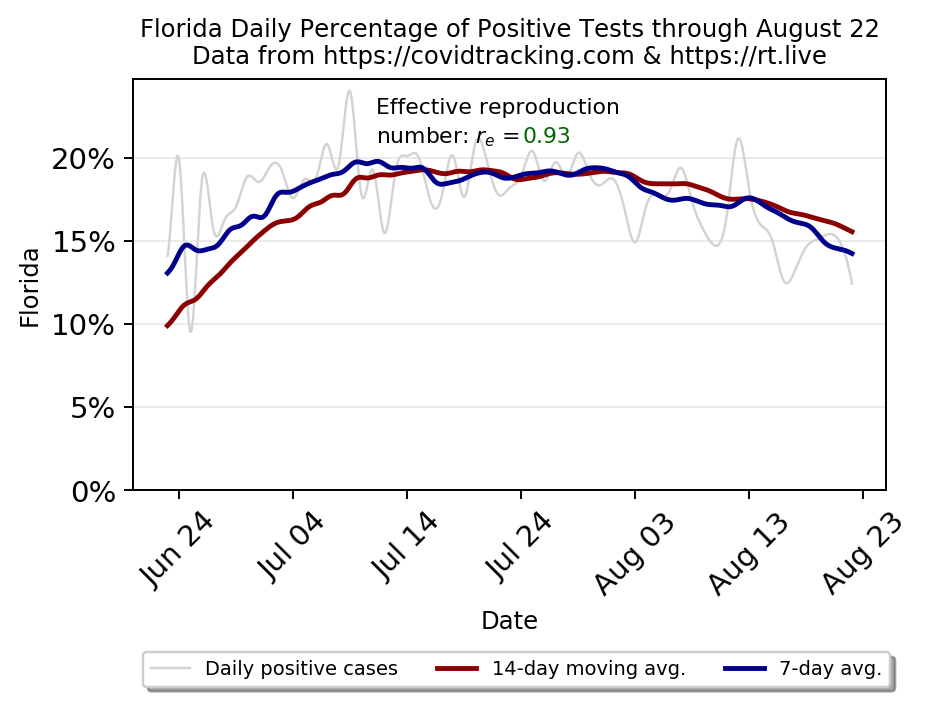 Florida Daily Percentage of Positive Tests through August 22
Data from https://covidtracking.com & https://rt.live
Effective reproduction
number: rₑ =0.93
20%
15%
10%
5%
0%
Florida
Jun 24
Jul 04
Jul 14
Jul 24
Aug 03
Aug 13
Aug 23
Date
Daily positive cases
14-day moving avg.
7-day avg.